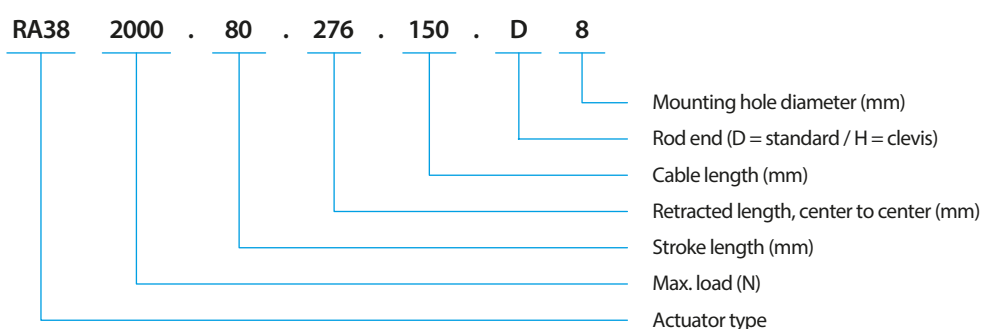 RA38 2000 . 80 . 276 . 150 . D 8
Mounting hole diameter (mm)
Rod end (D = standard / H = clevis)
Cable length (mm)
Retracted length, center to center (mm)
Stroke length (mm)
Max. load (N)
Actuator type